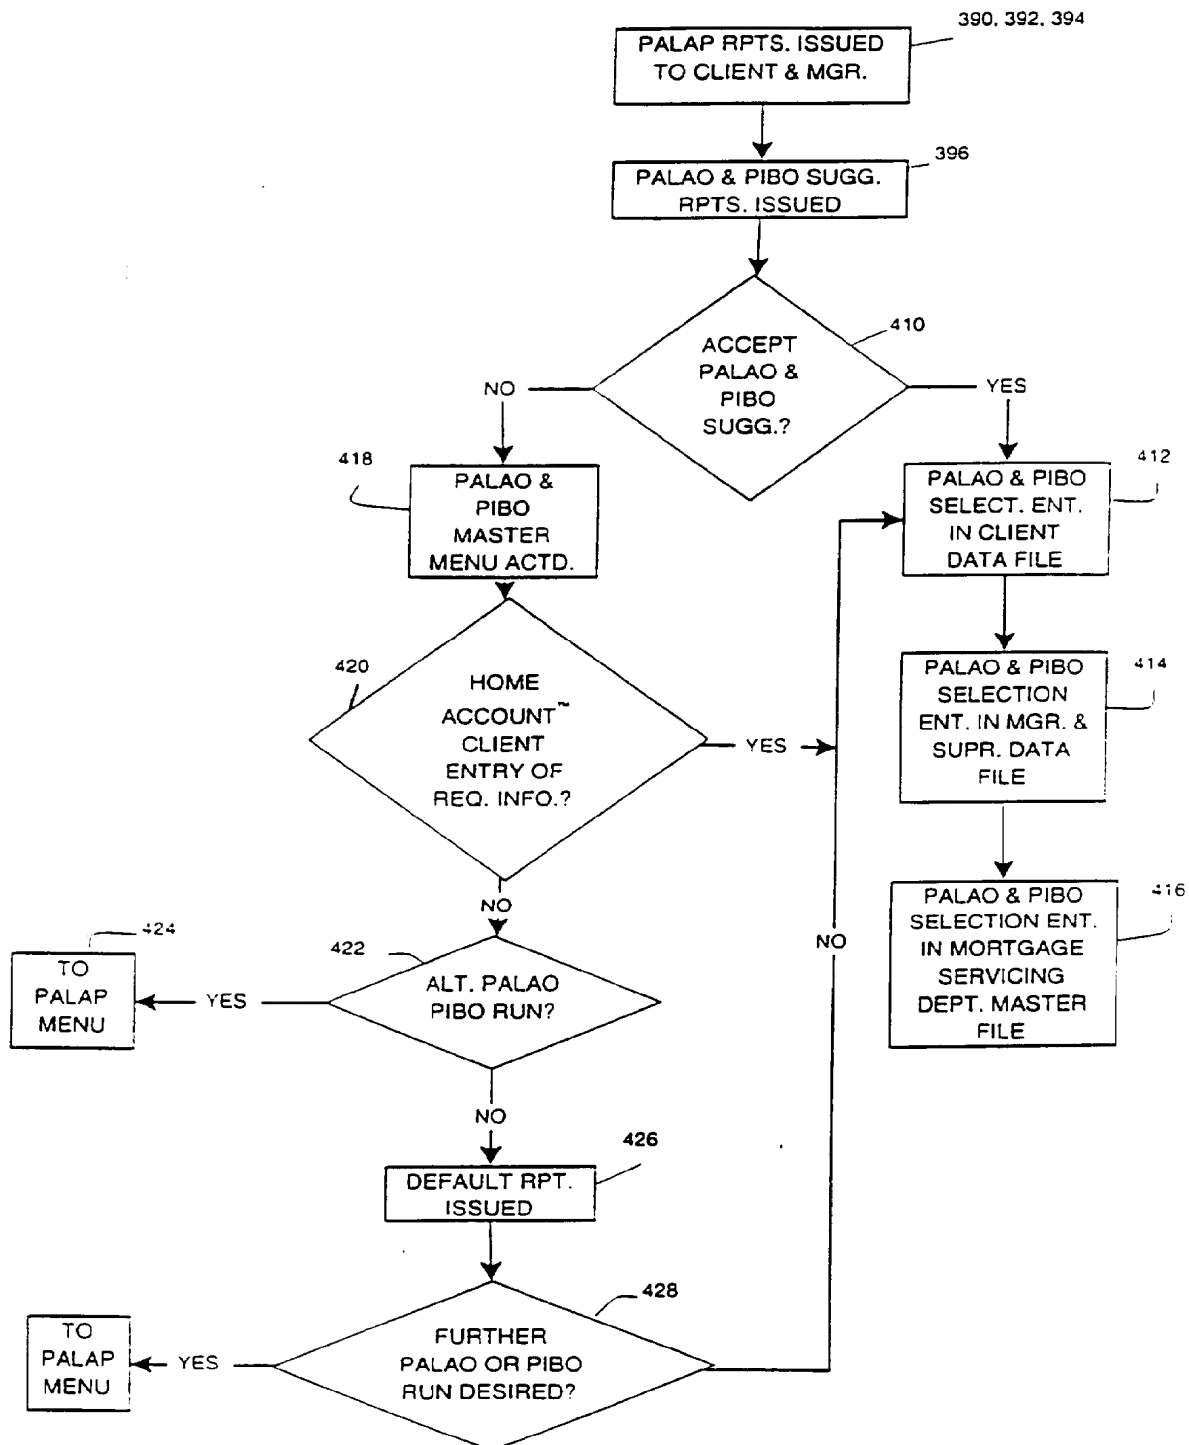 390, 392, 394
PALAP RPTS. ISSUED
TO CLIENT & MGR.
396
PALAO & PIBO SUGG.
RPTS. ISSUED
410
ACCEPT
PALAO &
PIBO
SUGG.?
NO
YES
418
PALAO &
PIBO
MASTER
MENU ACTD.
412
PALAO & PIBO
SELECT. ENT.
IN CLIENT
DATA FILE
420
HOME
ACCOUNT™
CLIENT
ENTRY OF
REQ. INFO.?
YES
414
PALAO & PIBO
SELECTION
ENT. IN MGR. &
SUPR. DATA
FILE
NO
416
PALAO & PIBO
SELECTION ENT.
IN MORTGAGE
SERVICING
DEPT. MASTER
FILE
424
TO
PALAP
MENU
YES
422
ALT. PALAO
PIBO RUN?
NO
NO
426
DEFAULT RPT.
ISSUED
428
FURTHER
PALAO OR PIBO
RUN DESIRED?
YES
TO
PALAP
MENU